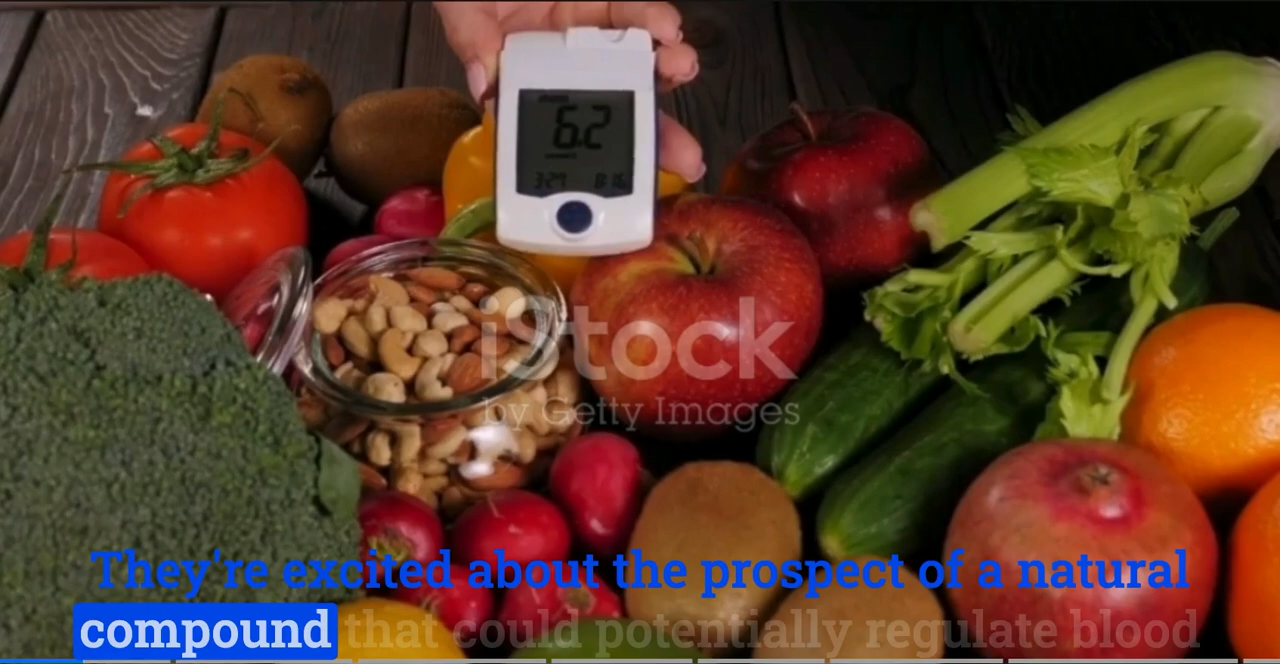 6.2
iStock
by Getty Images
They're excited about the prospect of a natural
compound that could potentially regulate blood